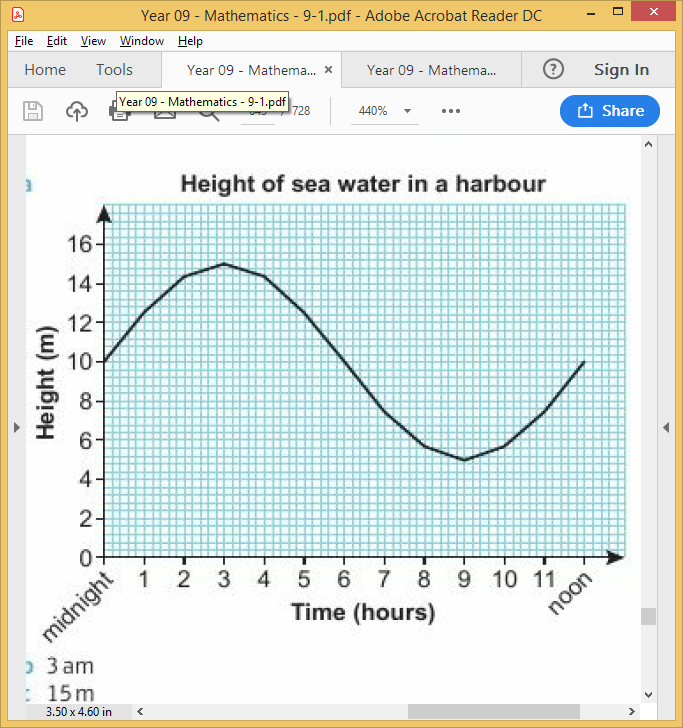 Year 09 - Mathematics - 9-1.pdf - Adobe Acrobat Reader DC
File Edit View Window Help
Home Tools Year 09 - Mathema... × Year 09 - Mathema... ? Sign In
Year 09 - Mathematics - 9-1.pdf
/ 728 440% Share
a
Height of sea water in a harbour
16
14
12
10
8
6
4
2
0
Height (m)
midnight 1 2 3 4 5 6 7 8 9 10 11 noon
Time (hours)
b 3 am
c 15 m
3.50 x 4.60 in